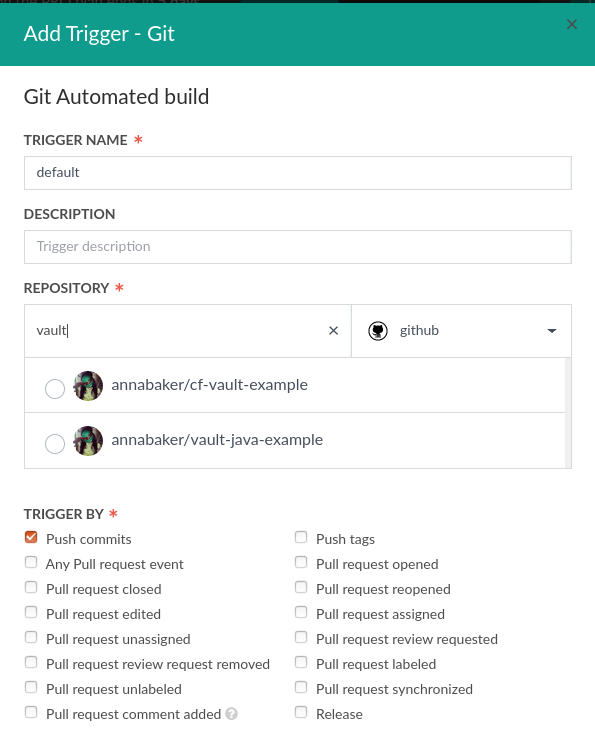 Add Trigger - Git
×
Git Automated build
TRIGGER NAME *
default
DESCRIPTION
Trigger description
REPOSITORY *
vault
×
github
annabaker/cf-vault-example
annabaker/vault-java-example
TRIGGER BY *
Push commits
Push tags
Any Pull request event
Pull request opened
Pull request closed
Pull request reopened
Pull request edited
Pull request assigned
Pull request unassigned
Pull request review requested
Pull request review request removed
Pull request labeled
Pull request unlabeled
Pull request synchronized
Pull request comment added ?
Release